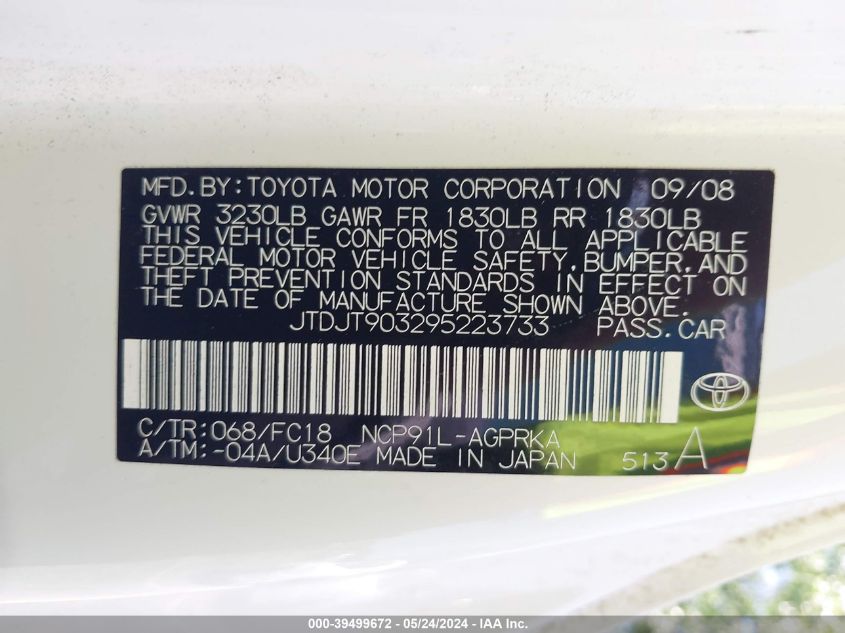 MFD. BY: TOYOTA MOTOR CORPORATION 09/08
GVWR 3230LB GAWR FR 1830LB RR 1830LB
THIS VEHICLE CONFORMS TO ALL APPLICABLE
FEDERAL MOTOR VEHICLE SAFETY, BUMPER, AND
THEFT PREVENTION STANDARDS IN EFFECT ON
THE DATE OF MANUFACTURE SHOWN ABOVE.
JTDJT903295223733 PASS. CAR
C/TR: 068/FC18 NCP91L-AGPRKA
A/TM: -04A/U340E MADE IN JAPAN 513 A
000-39499672 - 05/24/2024 - IAA Inc.